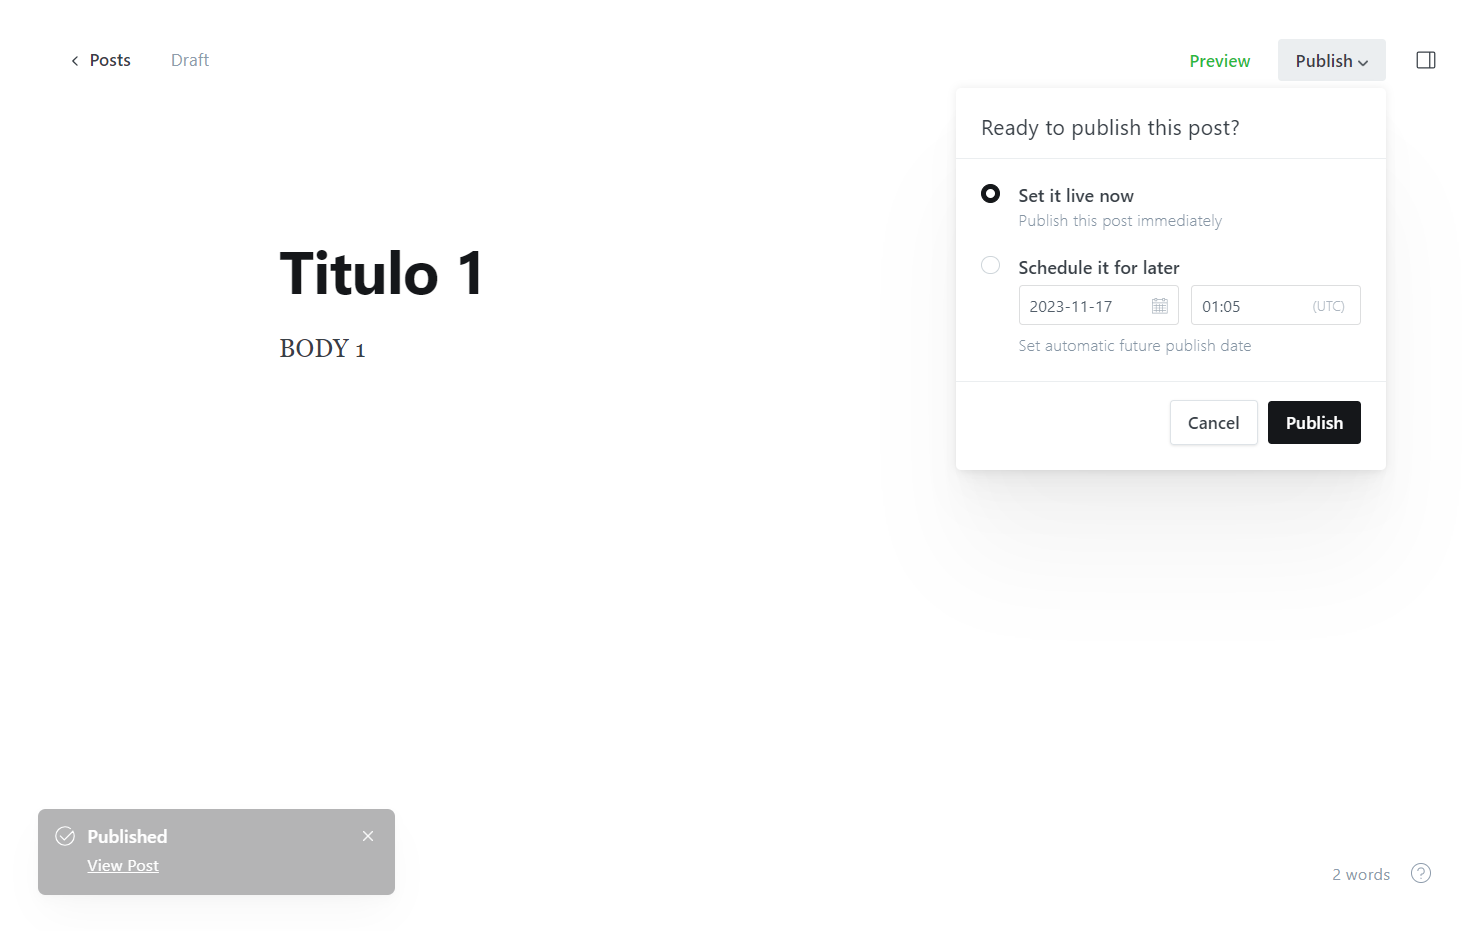 Posts
Draft
Preview
Publish
Ready to publish this post?
Set it live now
Publish this post immediately
Schedule it for later
2023-11-17
01:05
(UTC)
Set automatic future publish date
Cancel
Publish
Titulo 1
BODY 1
Published
View Post
2 words
?